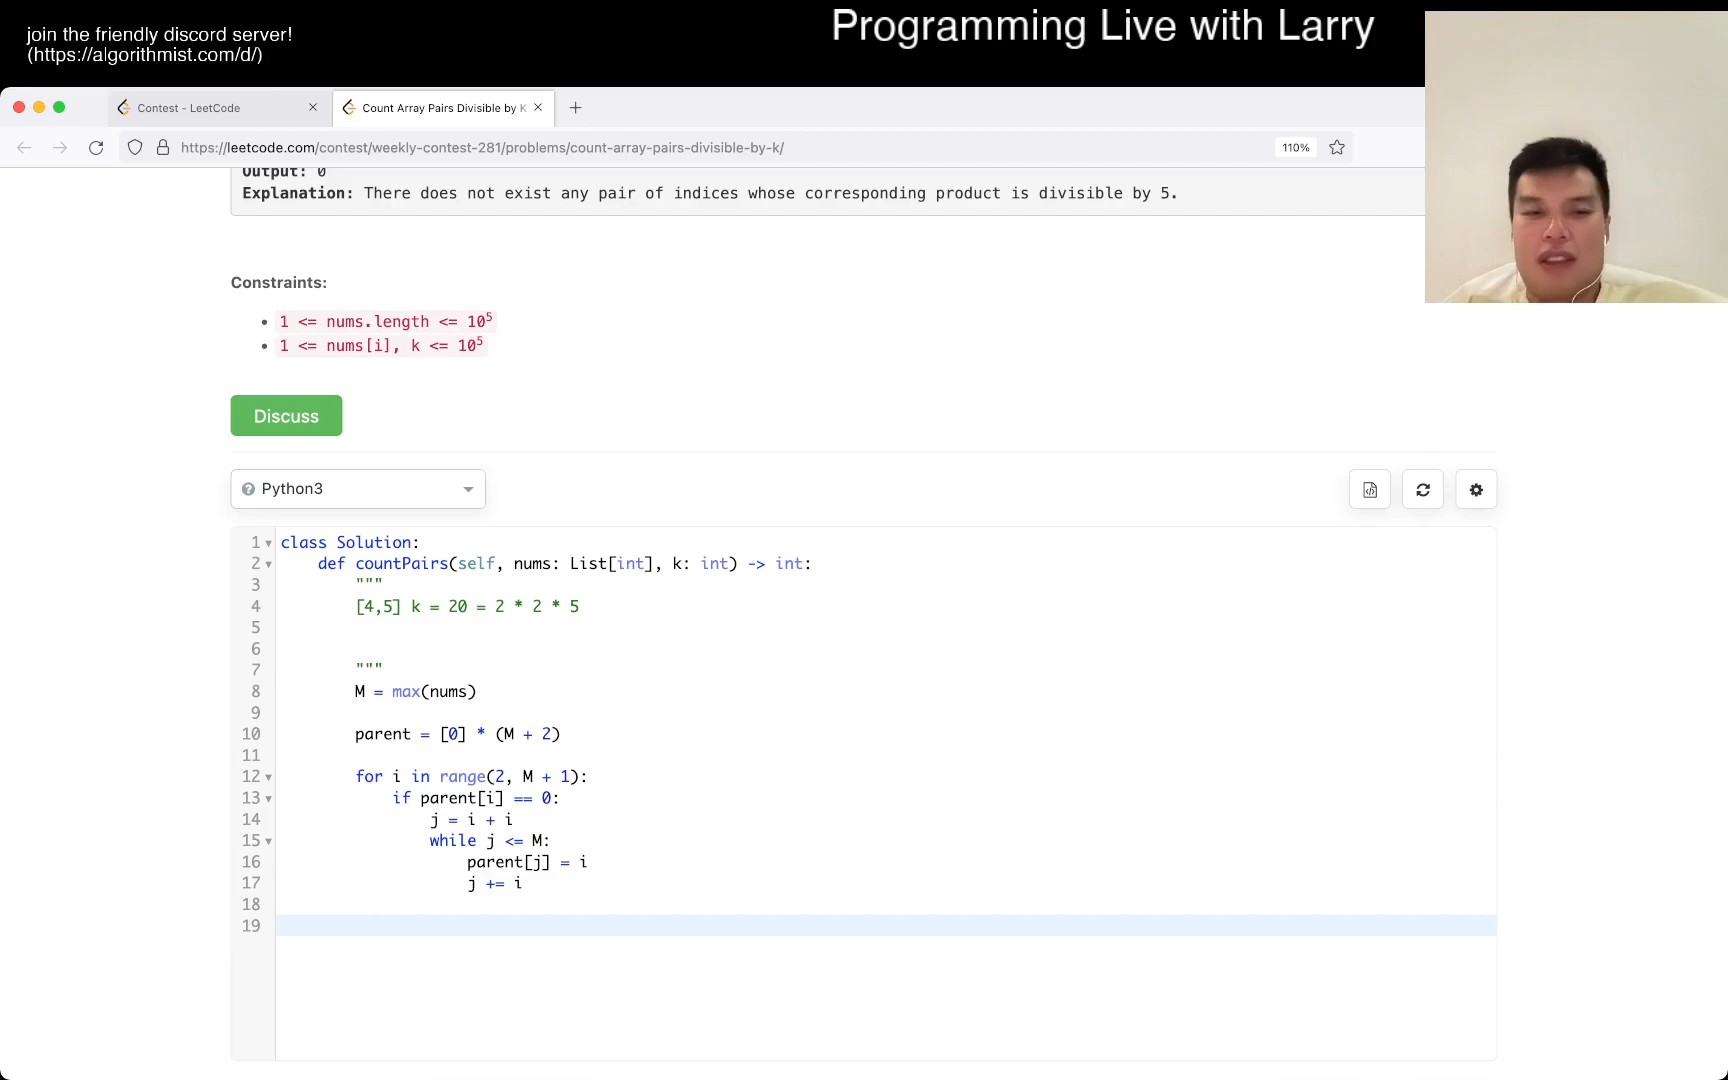 join the friendly discord server!
(https://algorithmist.com/d/)
Programming Live with Larry
Contest - LeetCode
Count Array Pairs Divisible by K
https://leetcode.com/contest/weekly-contest-281/problems/count-array-pairs-divisible-by-k/
110%
Output: 0
Explanation: There does not exist any pair of indices whose corresponding product is divisible by 5.
Constraints:
• 1 <= nums.length <= 10⁵
• 1 <= nums[i], k <= 10⁵
Discuss
Python3
1 class Solution:
2     def countPairs(self, nums: List[int], k: int) -> int:
3         """
4         [4,5] k = 20 = 2 * 2 * 5
5
6
7         """
8         M = max(nums)
9
10         parent = [0] * (M + 2)
11
12         for i in range(2, M + 1):
13             if parent[i] == 0:
14                 j = i + i
15                 while j <= M:
16                     parent[j] = i
17                     j += i
18
19